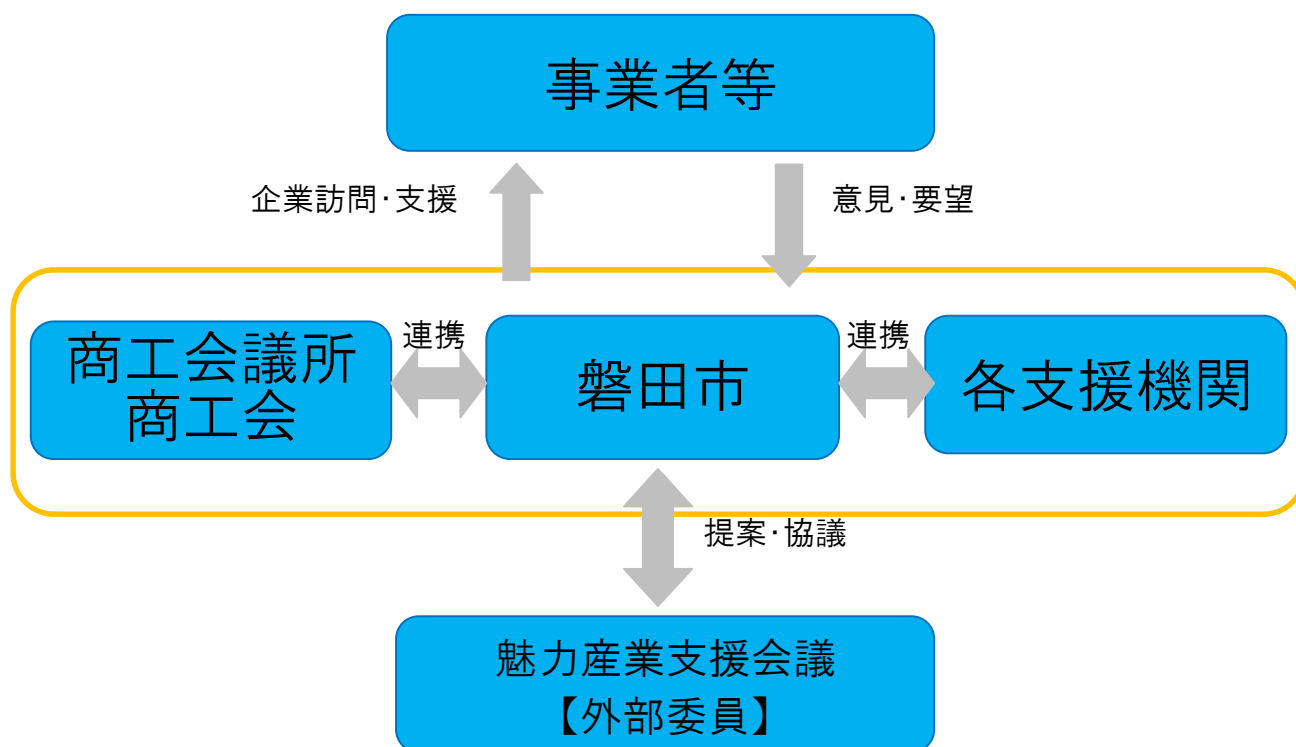 事業者等
企業訪問・支援
意見・要望
商工会議所
商工会
連携
磐田市
連携
各支援機関
提案・協議
魅力産業支援会議
【外部委員】